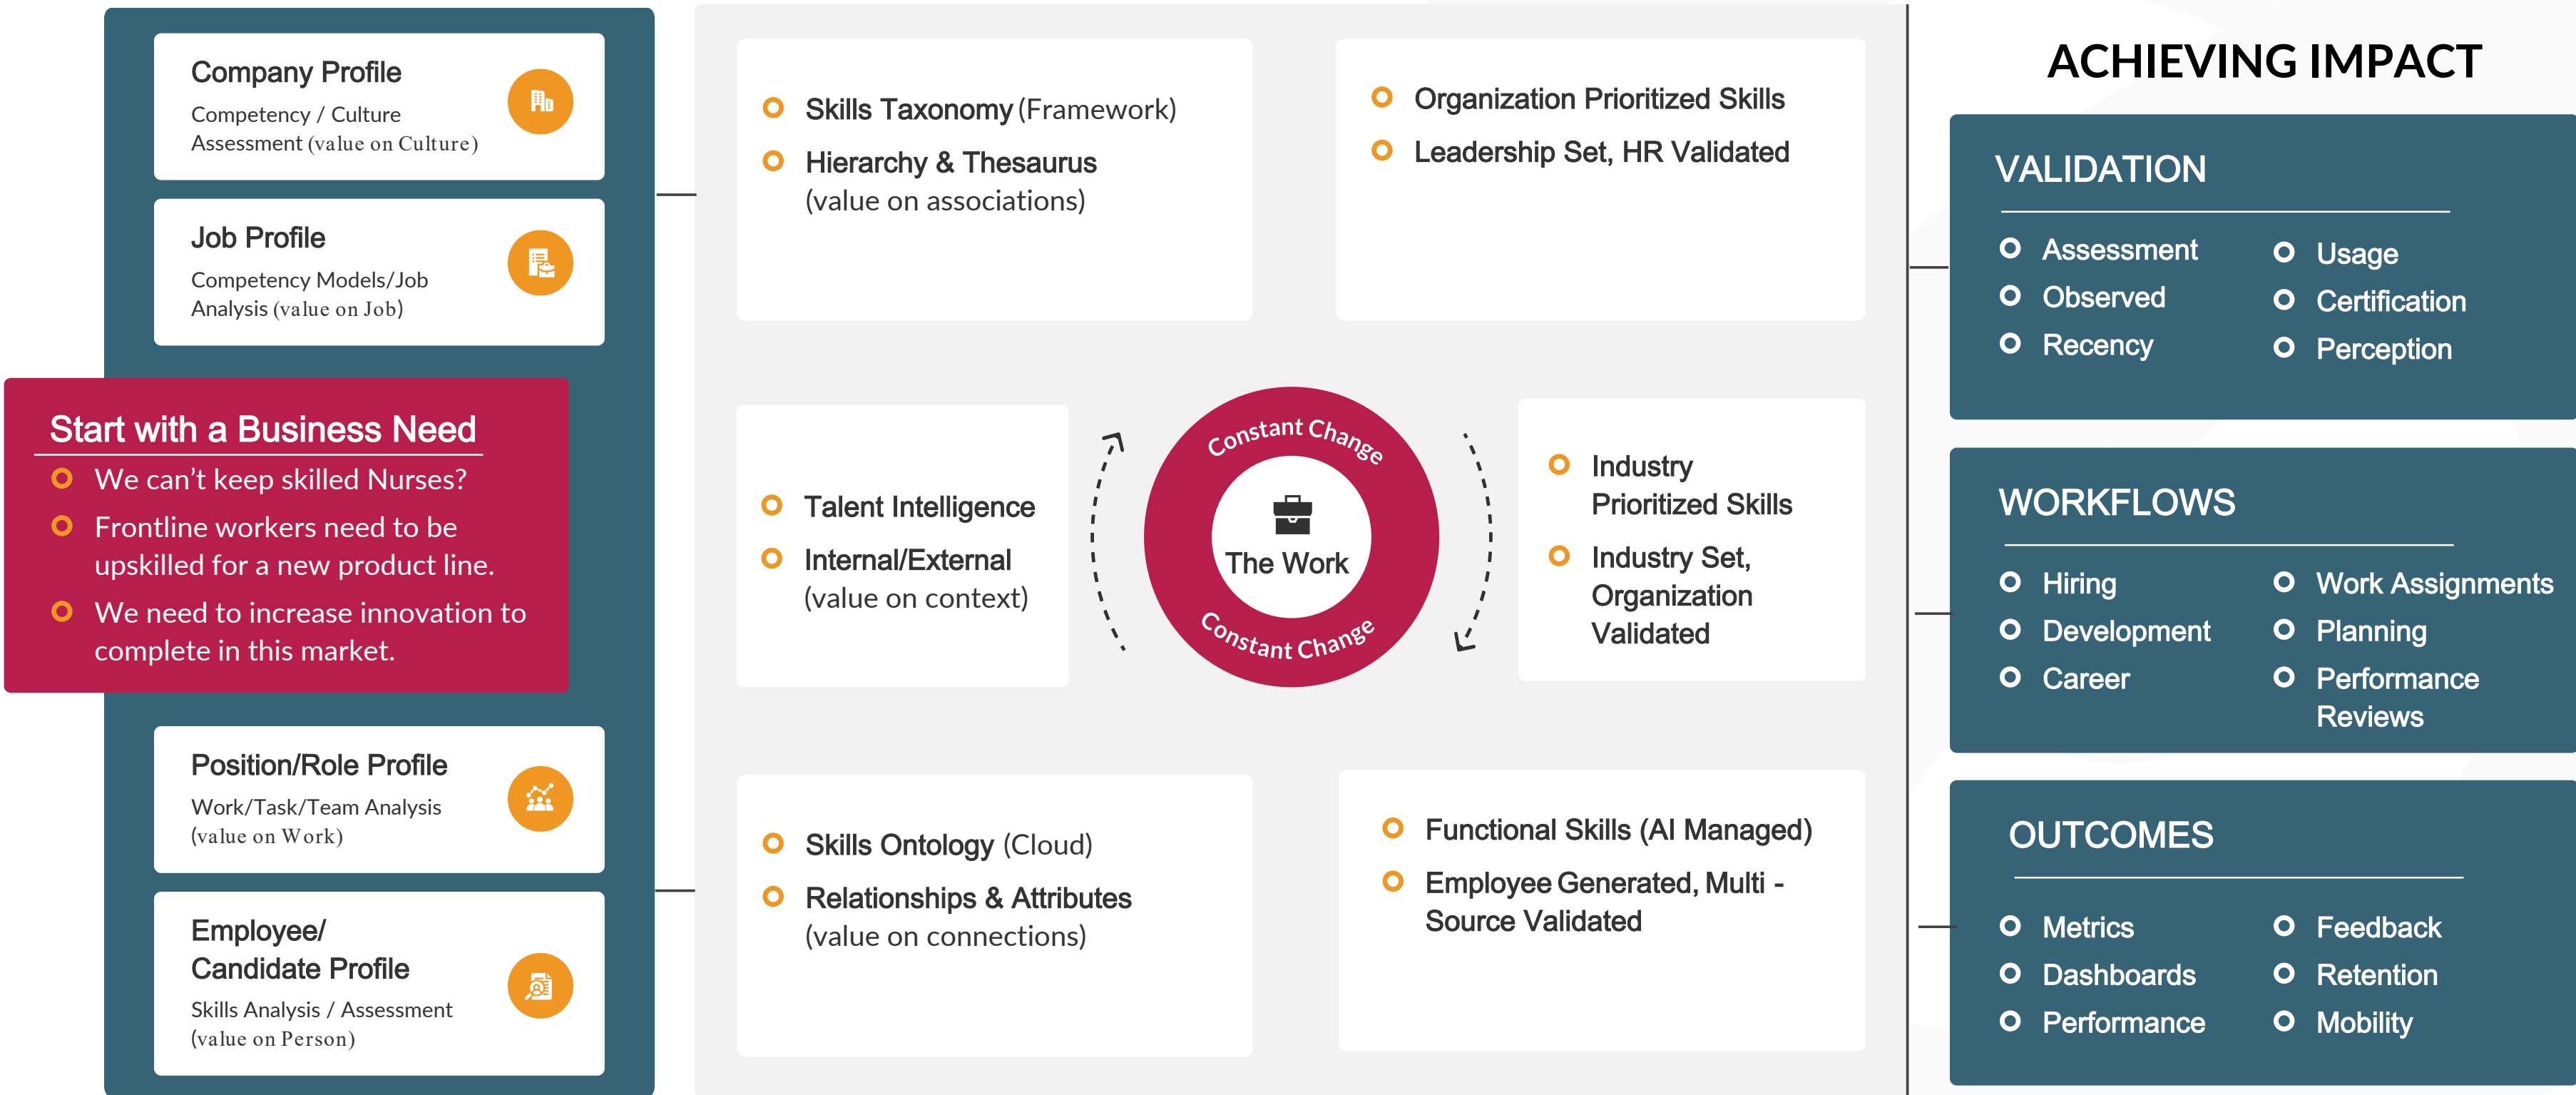 Company Profile
Competency / Culture
Assessment (value on Culture)
Job Profile
Competency Models/Job
Analysis (value on Job)
Start with a Business Need
We can't keep skilled Nurses?
Frontline workers need to be
upskilled for a new product line.
We need to increase innovation to
complete in this market.
Position/Role Profile
Work/Task/Team Analysis
(value on Work)
Employee/
Candidate Profile
Skills Analysis / Assessment
(value on Person)
Skills Taxonomy (Framework)
Hierarchy & Thesaurus
(value on associations)
Organization Prioritized Skills
Leadership Set, HR Validated
Talent Intelligence
Internal/External
(value on context)
Constant Change
The Work
Constant Change
Industry
Prioritized Skills
Industry Set,
Organization
Validated
Skills Ontology (Cloud)
Relationships & Attributes
(value on connections)
Functional Skills (AI Managed)
Employee Generated, Multi -
Source Validated
ACHIEVING IMPACT
VALIDATION
Assessment
Observed
Recency
Usage
Certification
Perception
WORKFLOWS
Hiring
Development
Career
Work Assignments
Planning
Performance
Reviews
OUTCOMES
Metrics
Dashboards
Performance
Feedback
Retention
Mobility